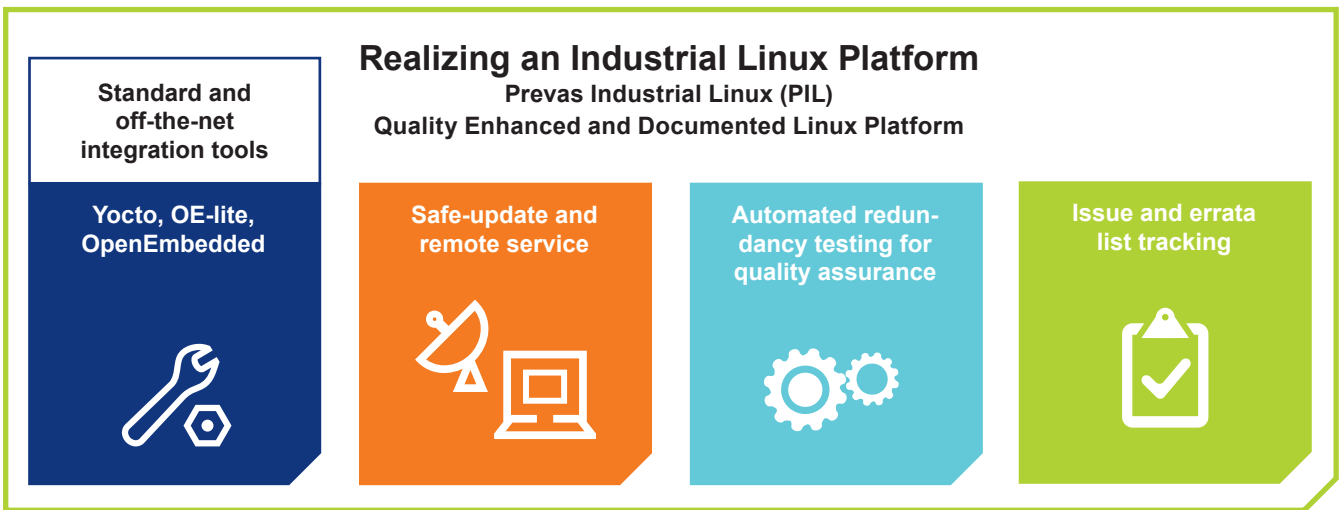 Realizing an Industrial Linux Platform
Prevas Industrial Linux (PIL)
Quality Enhanced and Documented Linux Platform
Standard and
off-the-net
integration tools
Yocto, OE-lite,
OpenEmbedded
Safe-update and
remote service
Automated redun-
dancy testing for
quality assurance
Issue and errata
list tracking